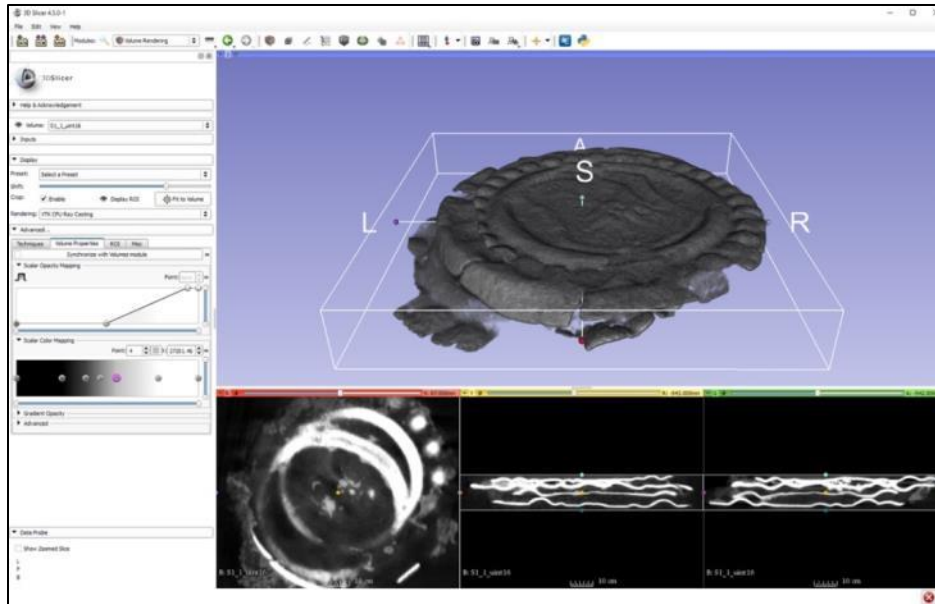 3D Slicer 4.5.0-1
File Edit View Help
Modules: Volume Rendering
3DSlicer
Help & Acknowledgement
Volume: S1_1_uint16
Inputs
Display
Preset: Select a Preset
Shift:
Crop: Enable Display ROI Fit to Volume
Rendering: VTK CPU Ray Casting
Advanced...
Techniques Volume Properties ROI Misc
Synchronize with Volumes module
Scalar Opacity Mapping
Point:
Scalar Color Mapping
Point: 4 X:
Gradient Opacity
Advanced
Data Probe
Show Zoomed Slice
L
F
B
A
S
L
R
B: S1_1_uint16
10 cm
B: S1_1_uint16
10 cm
B: S1_1_uint16
10 cm